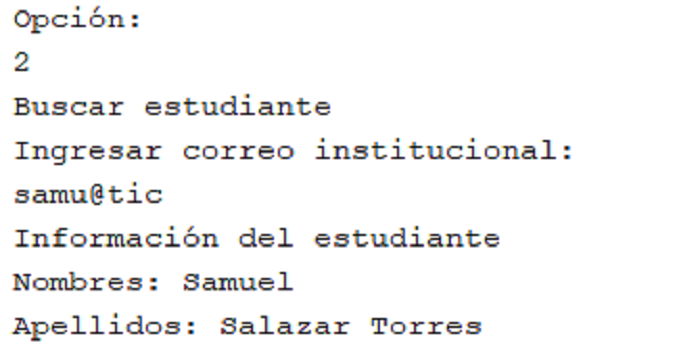 Opción:
2
Buscar estudiante
Ingresar correo institucional:
samu@tic
Información del estudiante
Nombres: Samuel
Apellidos: Salazar Torres